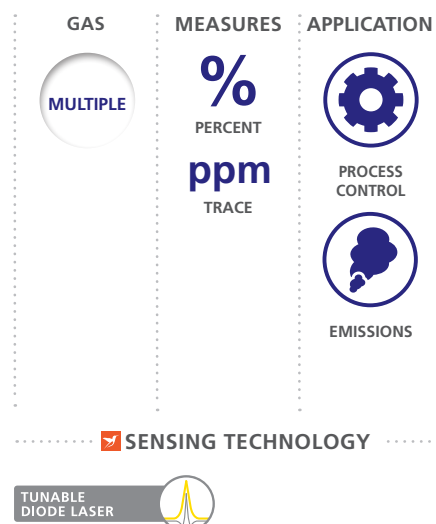 GAS
MULTIPLE
MEASURES
%
PERCENT
ppm
TRACE
APPLICATION
PROCESS
CONTROL
EMISSIONS
SENSING TECHNOLOGY
TUNABLE
DIODE LASER